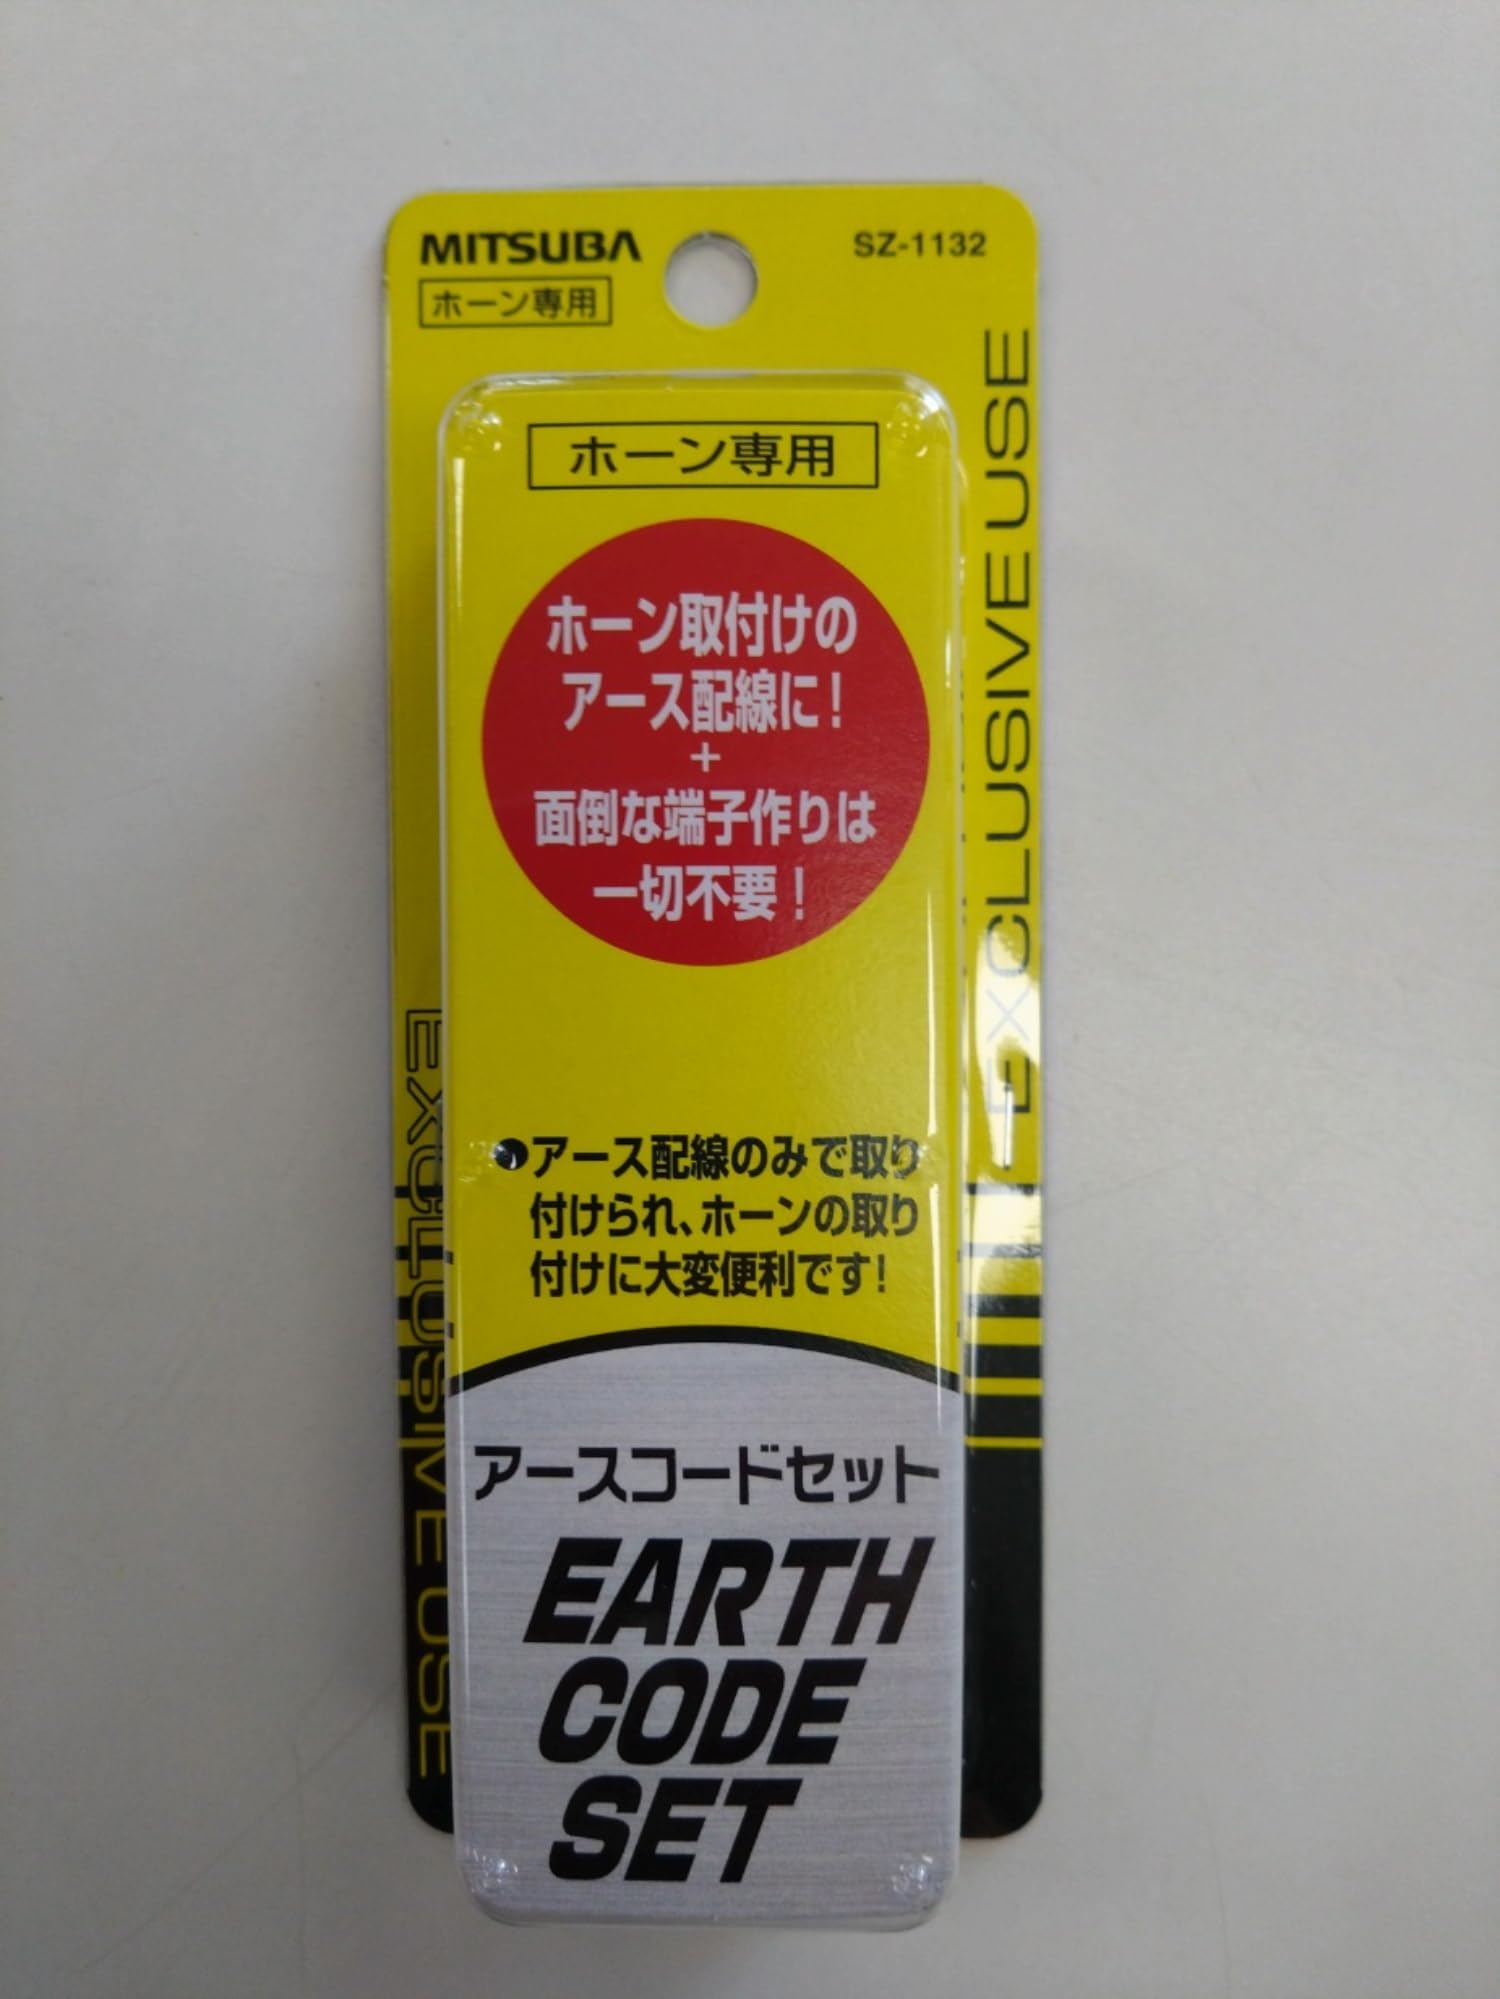 MITSUBA
SZ-1132
ホーン専用
ホーン専用
ホーン取付けの
アース配線に!
+
面倒な端子作りは
一切不要!
●アース配線のみで取り
付けられ、ホーンの取り
付けに大変便利です!
アースコードセット
EARTH
CODE
SET
EXCLUSIVE USE
EXCLUSIVE USE